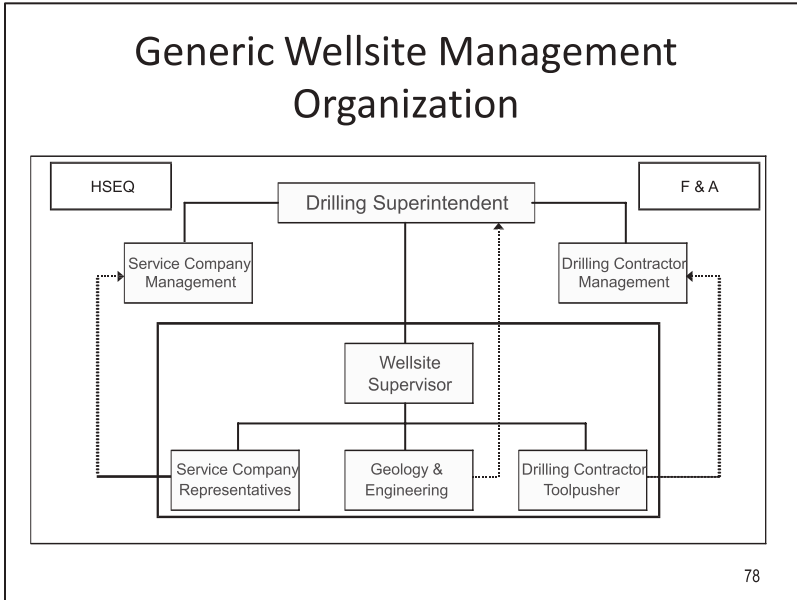 Generic Wellsite Management
Organization
HSEQ
F & A
Drilling Superintendent
Service Company
Management
Drilling Contractor
Management
Wellsite
Supervisor
Service Company
Representatives
Geology &
Engineering
Drilling Contractor
Toolpusher
78